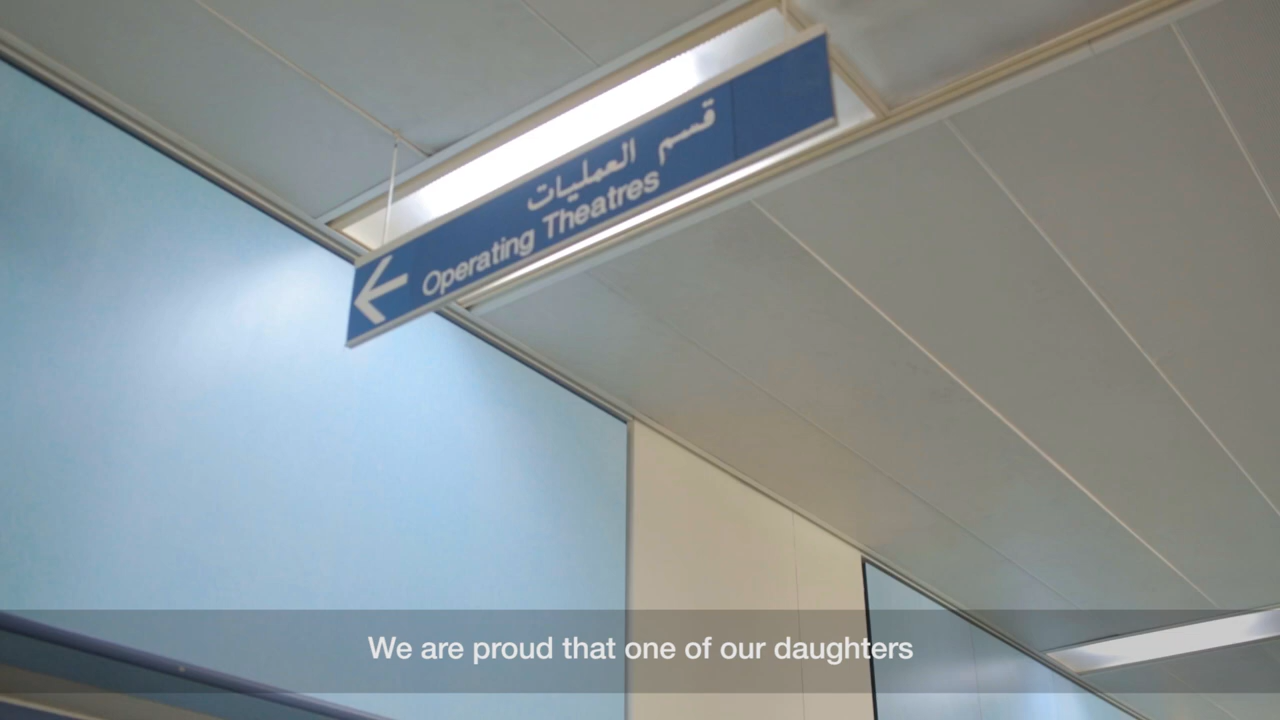 قسم العمليات
Operating Theatres
We are proud that one of our daughters